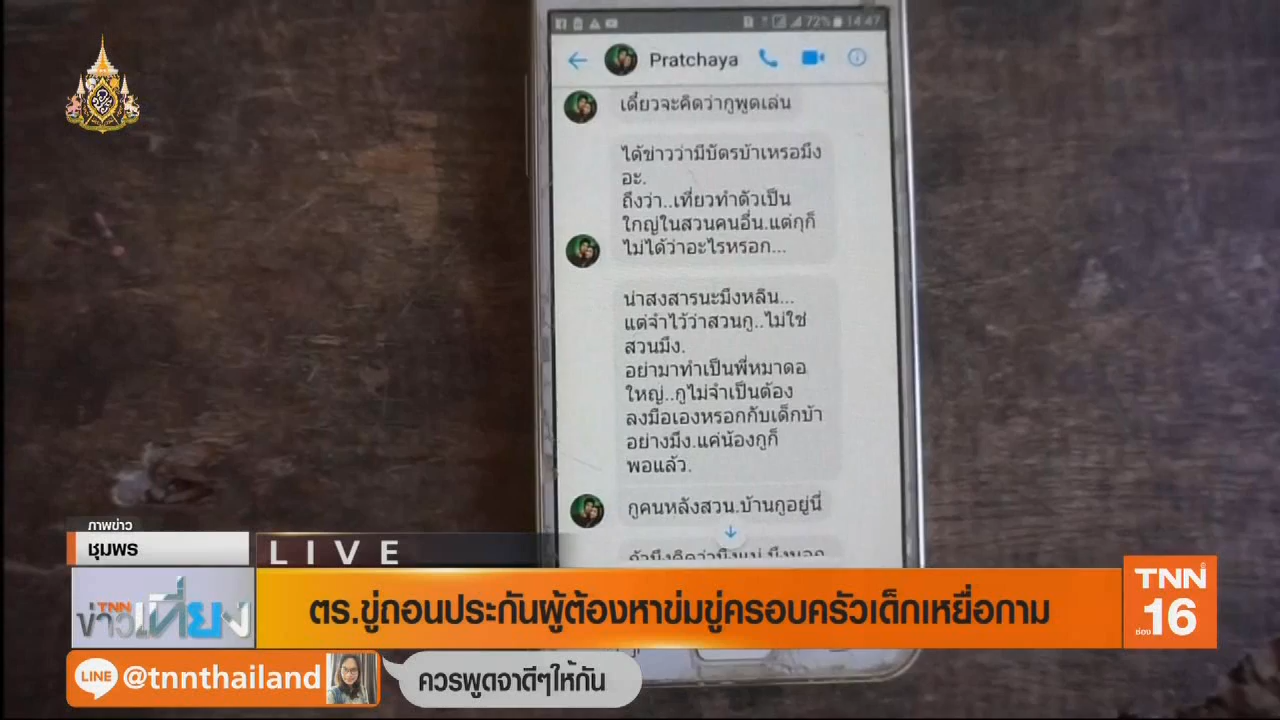 72% 14:47
Pratchaya
เดี๋ยวจะคิดว่ากูพูดเล่น
ได้ข่าวว่ามีบัตรบ้าเหรอมึง
อะ.
ถึงว่า..เที่ยวทำตัวเป็น
ใกญ่ในสวนคนอื่น.แต่กุก็
ไม่ได้ว่าอะไรหรอก...
น่าสงสารนะมึงหลิน...
แต่จำไว้ว่าสวนกู..ไม่ใช่
สวนมึง.
อย่ามาทำเป็นพี่หมาดอ
ใหญ่..กูไม่จำเป็นต้อง
ลงมือเองหรอกกับเด็กบ้า
อย่างมึง.แค่น้องกูก็
พอแล้ว.
กูคนหลังสวน.บ้านกูอยู่นี่
ภาพข่าว
ชุมพร
LIVE
TNN
ข่าวเที่ยง
ตร.ขู่ถอนประกันผู้ต้องหาข่มขู่ครอบครัวเด็กเหยื่อกาม
TNN
ช่อง 16
LINE @tnnthailand
ควรพูดจาดีๆให้กัน